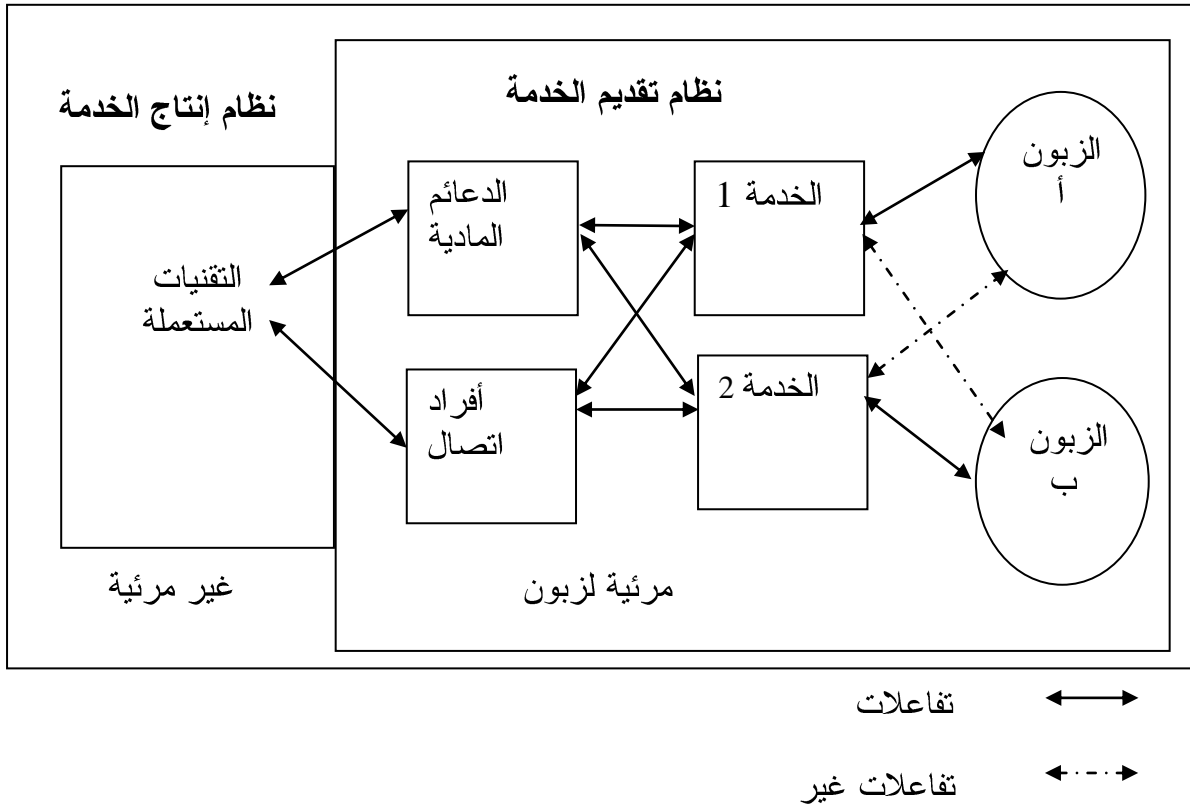 نظام تقديم الخدمة
نظام إنتاج الخدمة
الزبون
أ
الخدمة 1
الدعائم
المادية
التقنيات
المستعملة
الزبون
ب
الخدمة 2
أفراد
اتصال
مرئية لزبون
غير مرئية
تفاعلات
تفاعلات غير